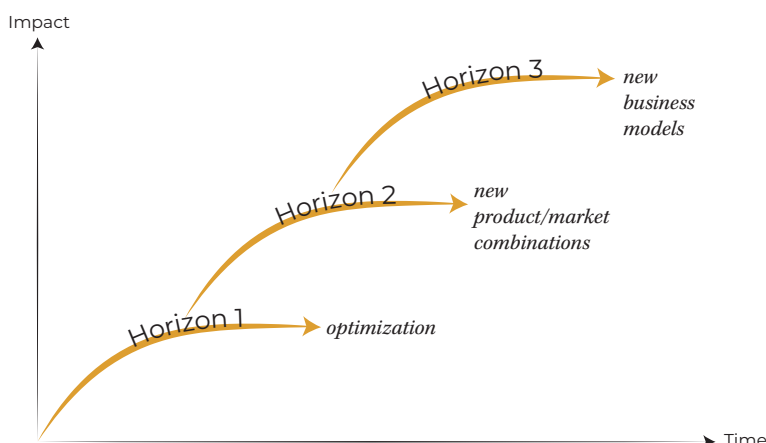 Impact
Horizon 3
new
business
models
Horizon 2
new
product/market
combinations
Horizon 1
optimization
Time